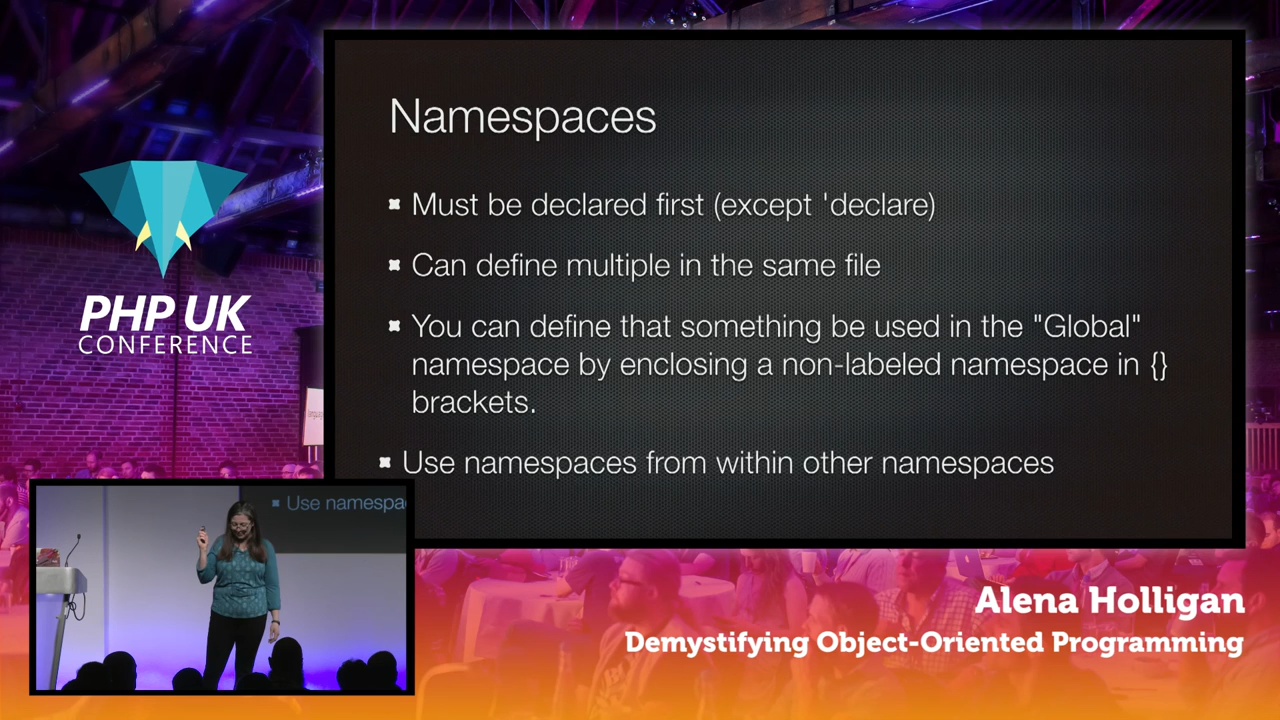 Namespaces
Must be declared first (except 'declare)
Can define multiple in the same file
You can define that something be used in the "Global"
namespace by enclosing a non-labeled namespace in {}
brackets.
Use namespaces from within other namespaces
PHP UK
CONFERENCE
Use namespa
Alena Holligan
Demystifying Object-Oriented Programming